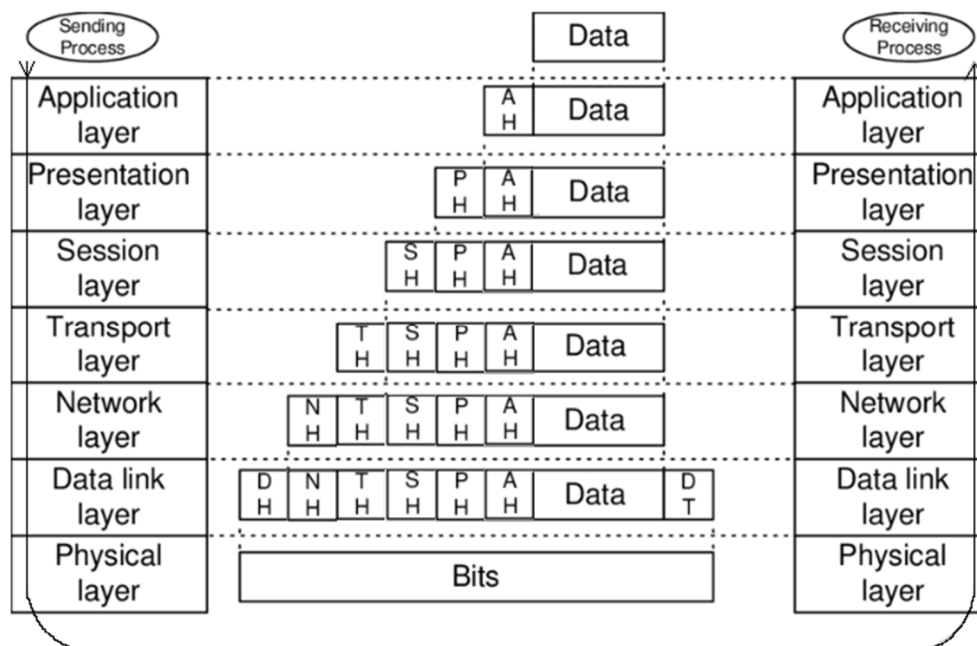 Sending
Process
Data
Receiving
Process
Application
layer
A
H
Data
Application
layer
Presentation
layer
P
H
A
H
Data
Presentation
layer
Session
layer
S
H
P
H
A
H
Data
Session
layer
Transport
layer
T
H
S
H
P
H
A
H
Data
Transport
layer
Network
layer
N
H
T
H
S
H
P
H
A
H
Data
Network
layer
Data link
layer
D
H
N
H
T
H
S
H
P
H
A
H
Data
D
T
Data link
layer
Physical
layer
Bits
Physical
layer